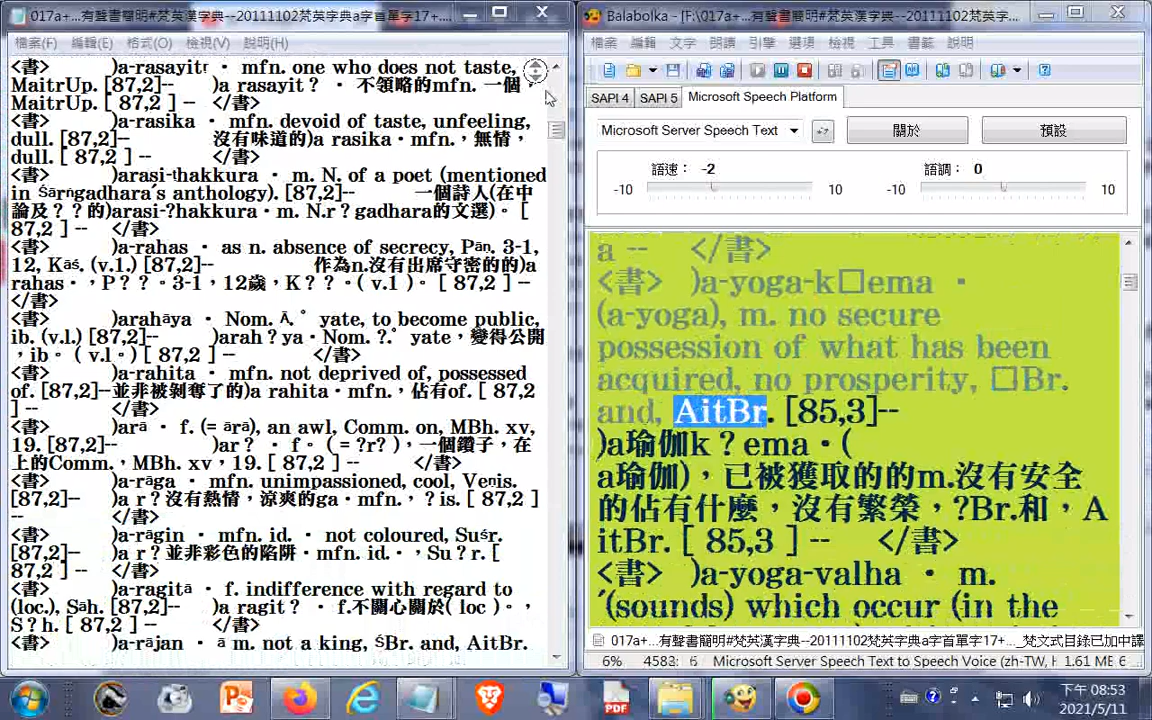 017a+...有聲書簡明#梵英漢字典--20111102梵英字典a字首單字17+...
檔案(F) 編輯(E) 格式(O) 檢視(V) 說明(H)
<書> )a-rasayitṛ • mfn. one who does not taste,
MaitrUp. [87,2]-- )a rasayit ? • 不領略的mfn. 一個,
MaitrUp. [ 87,2 ] -- </書>
<書> )a-rasika • mfn. devoid of taste, unfeeling,
dull. [87,2]-- 沒有味道的)a rasika • mfn.,無情,
dull. [ 87,2 ] -- </書>
<書> )arasi-ṭhakkura • m. N. of a poet (mentioned
in Śārṅgadhara's anthology). [87,2]-- 一個詩人(在中
論及??的)arasi-?hakkura • m. N.r ? gadhara的文選)。 [
87,2 ] -- </書>
<書> )a-rahas • as n. absence of secrecy, Pāṇ. 3-1,
12, Kāś. (v.l.) [87,2]-- 作為n.沒有出席守密的的)a
rahas • ,P??。3-1,12歲,K??。( v.l )。 [ 87,2 ] --
</書>
<書> )arahāya • Nom. Ā. ˚ yate, to become public,
ib. (v.l.) [87,2]-- )arah ? ya • Nom. ?.˚ yate,變得公開
,ib。 ( v.l。) [ 87,2 ] -- </書>
<書> )a-rahita • mfn. not deprived of, possessed
of. [87,2]--並非被剝奪了的)a rahita • mfn.,佔有of. [ 87,2
] -- </書>
<書> )arā • f. (= ārā), an awl, Comm. on, MBh. xv,
19. [87,2]-- )ar ? • f。 ( = ?r? ),一個鑽子,在
上的Comm.,MBh. xv,19. [ 87,2 ] -- </書>
<書> )a-rāga • mfn. unimpassioned, cool, Veṇis.
[87,2]-- )a r?沒有熱情,涼爽的ga • mfn.,?is. [ 87,2 ]
-- </書>
<書> )a-rāgin • mfn. id. • not coloured, Suśr.
[87,2]-- )a r?並非彩色的陷阱 • mfn. id. • ,Su ? r. [
87,2 ] -- </書>
<書> )a-ragitā • f. indifference with regard to
(loc.), Sāh. [87,2]-- )a ragit ? • f.不關心關於( loc )。,
S?h. [ 87,2 ] -- </書>
<書> )a-rājan • ā m. not a king, ŚBr. and, AitBr.
Balabolka - [F:\017a+...有聲書簡明#梵英漢字典--20111102梵英字...
檔案 編輯 文字 朗讀 引擎 選項 檢視 工具 書籤 說明
SAPI 4 SAPI 5 Microsoft Speech Platform
Microsoft Server Speech Text 關於 預設
語速: -2 語調: 0
-10 10 -10 10
a -- </書>
<書> )a-yoga-k□ema •
(a-yoga), m. no secure
possession of what has been
acquired, no prosperity, □Br.
and, AitBr. [85,3]--
)a瑜伽k?ema • (
a瑜伽),已被獲取的的m.沒有安全
的佔有什麼,沒有繁榮,?Br.和,A
itBr. [ 85,3 ] -- </書>
<書> )a-yoga-valha • m.
'(sounds) which occur (in the
017a+...有聲書簡明#梵英漢字典--20111102梵英字典a字首單字17+..._梵文式目錄已加中譯
6% 4583: 6 Microsoft Server Speech Text to Speech Voice (zh-TW, H 1.61 MB
下午 08:53
2021/5/11